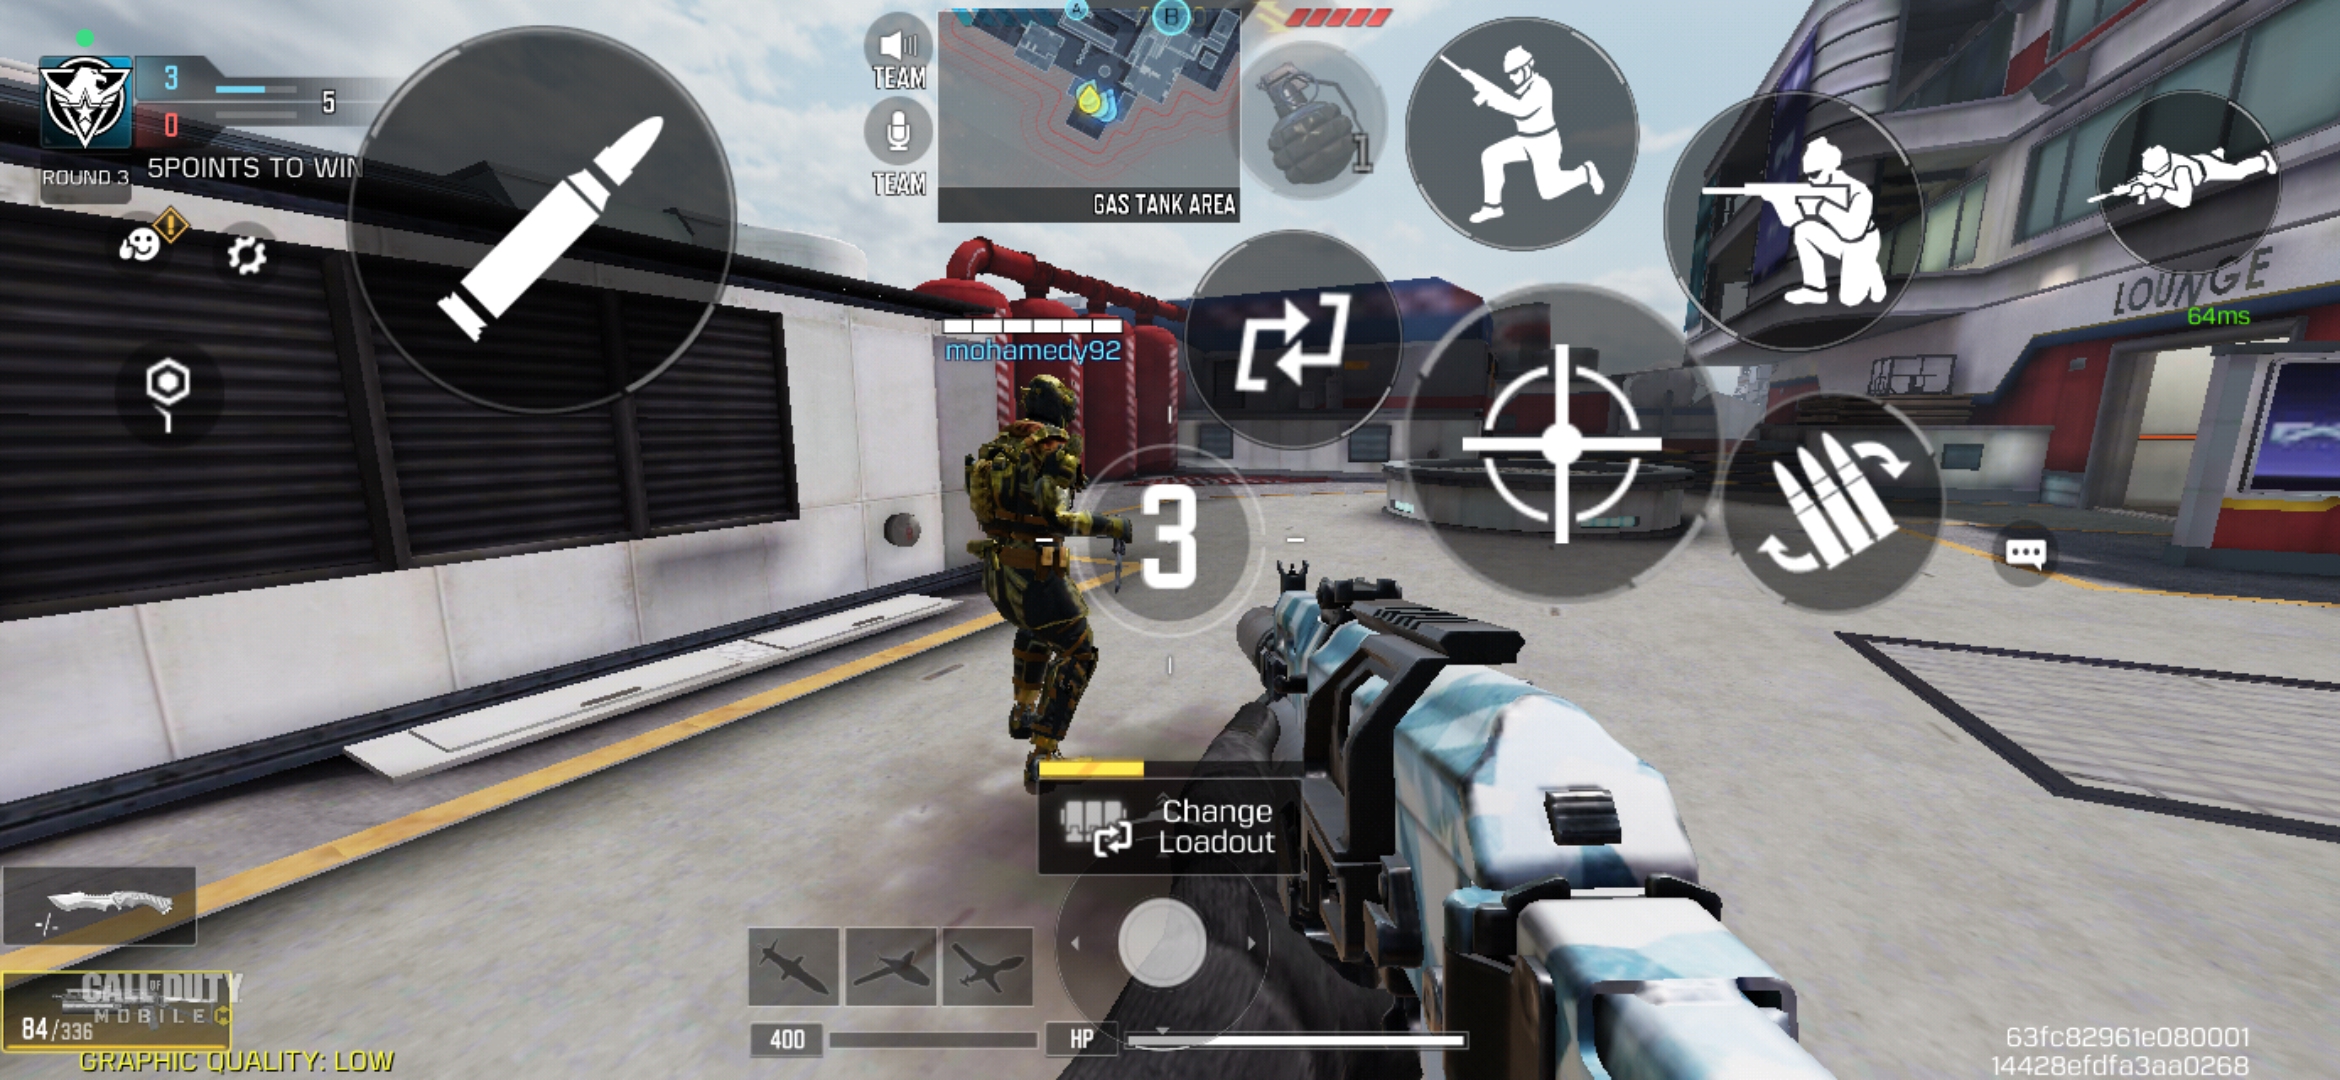 3
0
5
5POINTS TO WIN
ROUND 3
TEAM
TEAM
A
B
GAS TANK AREA
1
LOUNGE
64ms
mohamedy92
3
Change
Loadout
-/-
CALL OF DUTY
MOBILE
84/336
GRAPHIC QUALITY: LOW
400
HP
63fc82961e080001
14428efdfa3aa0268